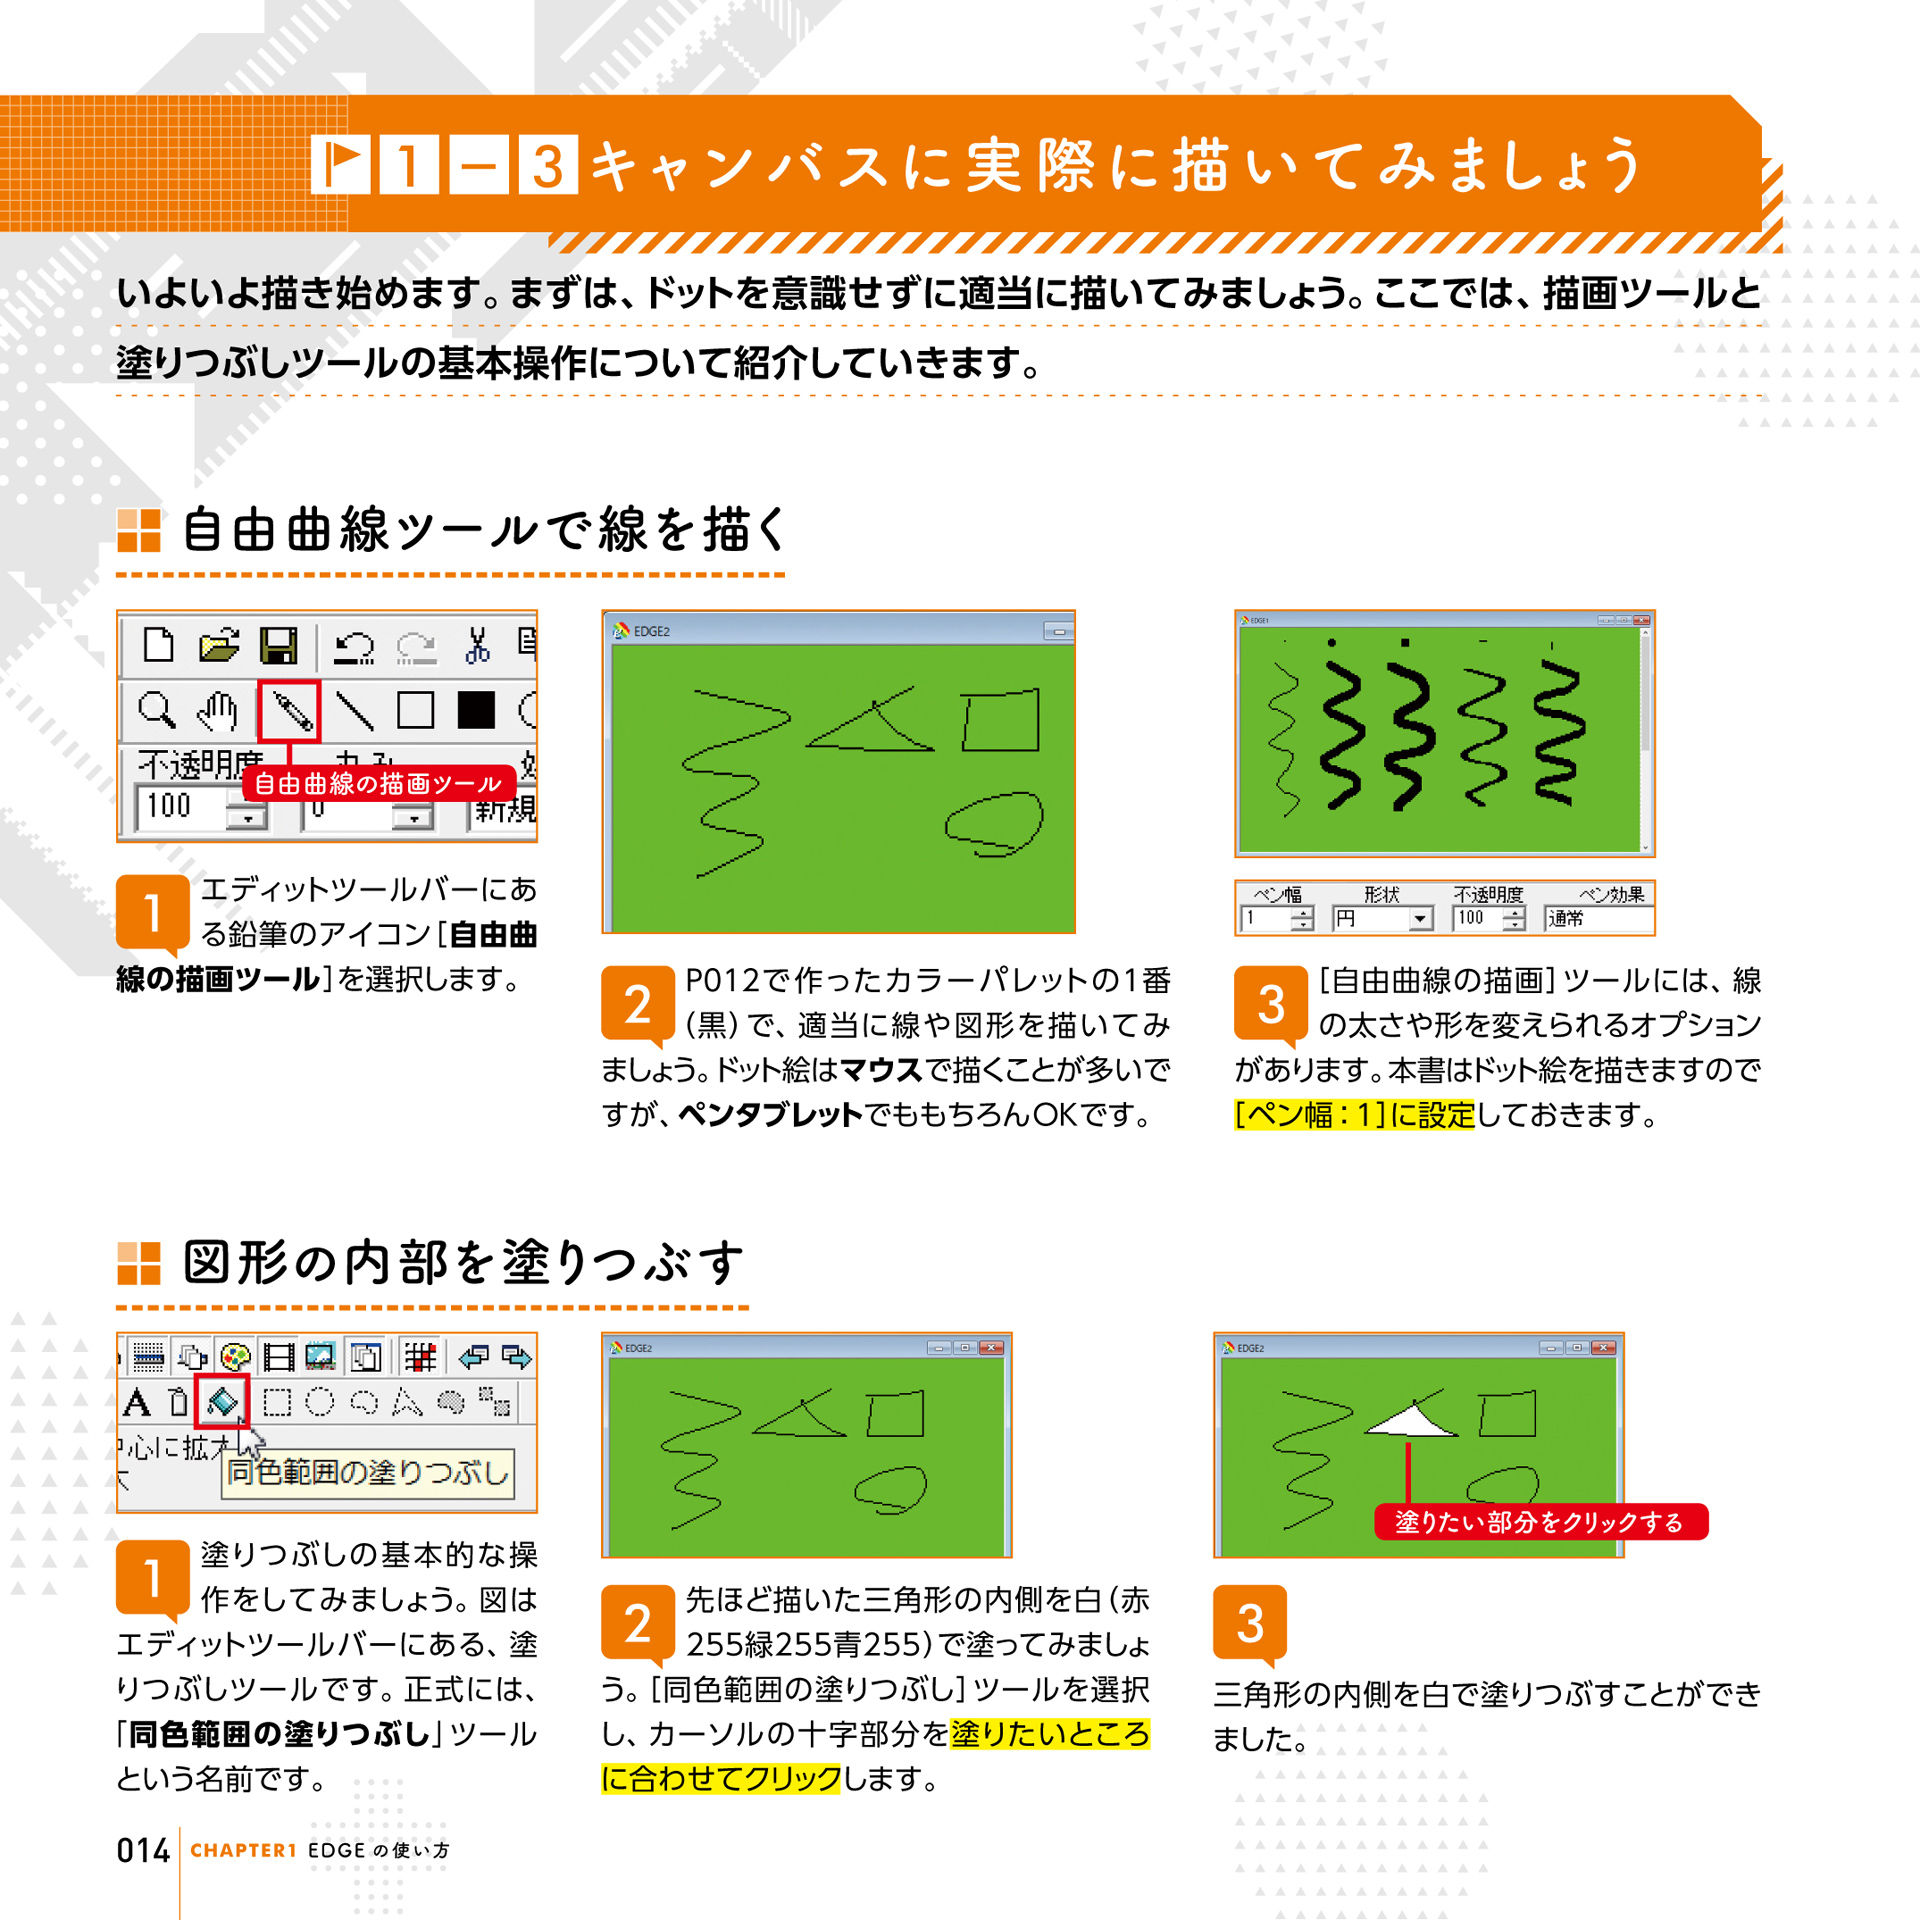 1-3 キャンバスに実際に描いてみましょう
いよいよ描き始めます。まずは、ドットを意識せずに適当に描いてみましょう。ここでは、描画ツールと
塗りつぶしツールの基本操作について紹介していきます。
自由曲線ツールで線を描く
不透明度
100
0
新規
自由曲線の描画ツール
1
エディットツールバーにあ
る鉛筆のアイコン[自由曲
線の描画ツール]を選択します。
EDGE2
2
P012で作ったカラーパレットの1番
（黒）で、適当に線や図形を描いてみ
ましょう。ドット絵はマウスで描くことが多いで
すが、ペンタブレットでももちろんOKです。
EDGE1
ペン幅 形状 不透明度 ペン効果
1 円 100 通常
3
[自由曲線の描画]ツールには、線
の太さや形を変えられるオプション
があります。本書はドット絵を描きますので
[ペン幅：1]に設定しておきます。
図形の内部を塗りつぶす
A
中心に拡大
同色範囲の塗りつぶし
1
塗りつぶしの基本的な操
作をしてみましょう。図は
エディットツールバーにある、塗
りつぶしツールです。正式には、
「同色範囲の塗りつぶし」ツール
という名前です。
EDGE2
2
先ほど描いた三角形の内側を白（赤
255緑255青255）で塗ってみましょ
う。[同色範囲の塗りつぶし]ツールを選択
し、カーソルの十字部分を塗りたいところ
に合わせてクリックします。
EDGE2
塗りたい部分をクリックする
3
三角形の内側を白で塗りつぶすことができ
ました。
014 CHAPTER1 EDGEの使い方